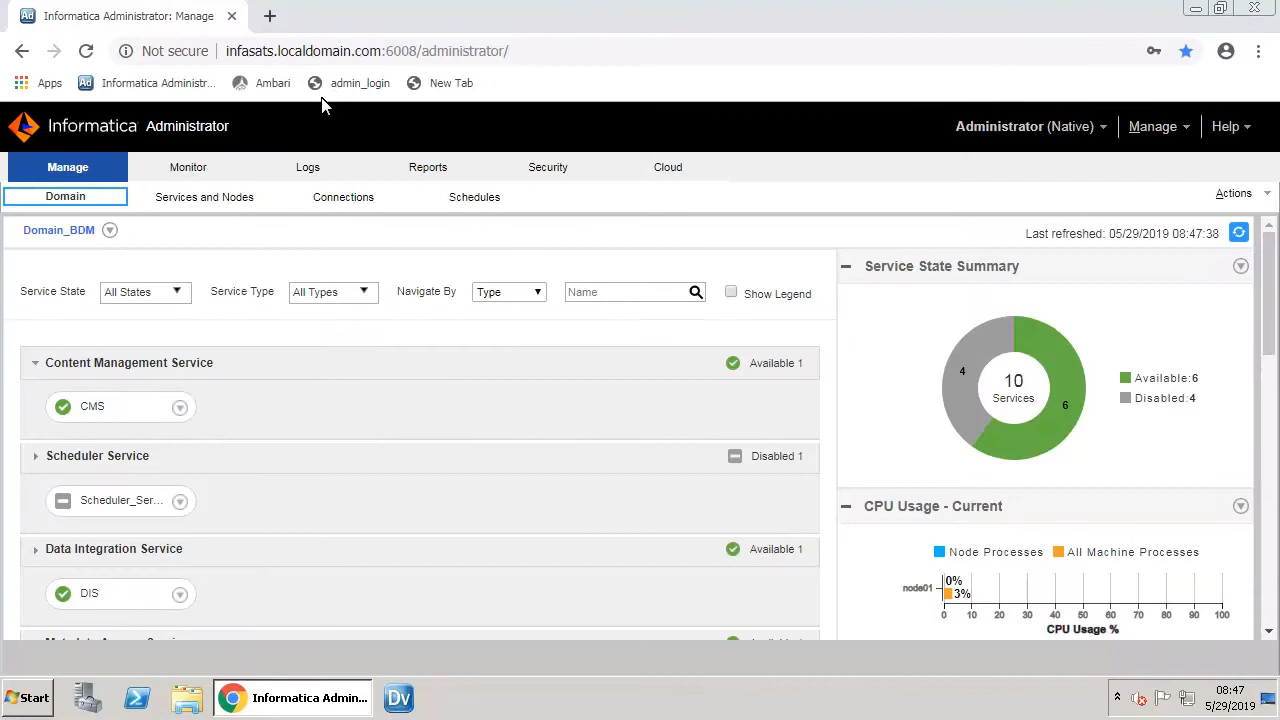 Informatica Administrator: Manage
Not secure
infasats.localdomain.com:6008/administrator/
Apps
Informatica Administr...
Ambari
admin_login
New Tab
Informatica Administrator
Administrator (Native)
Manage
Help
Manage
Monitor
Logs
Reports
Security
Cloud
Domain
Services and Nodes
Connections
Schedules
Actions
Domain_BDM
Last refreshed: 05/29/2019 08:47:38
Service State
All States
Service Type
All Types
Navigate By
Type
Name
Show Legend
Content Management Service
Available 1
CMS
Scheduler Service
Disabled 1
Scheduler_Ser...
Data Integration Service
Available 1
DIS
Service State Summary
4
10
Services
6
Available:6
Disabled:4
CPU Usage - Current
Node Processes
All Machine Processes
node01
0%
3%
0 10 20 30 40 50 60 70 80 90 100
CPU Usage %
Start
Informatica Admin...
Dv
08:47
5/29/2019